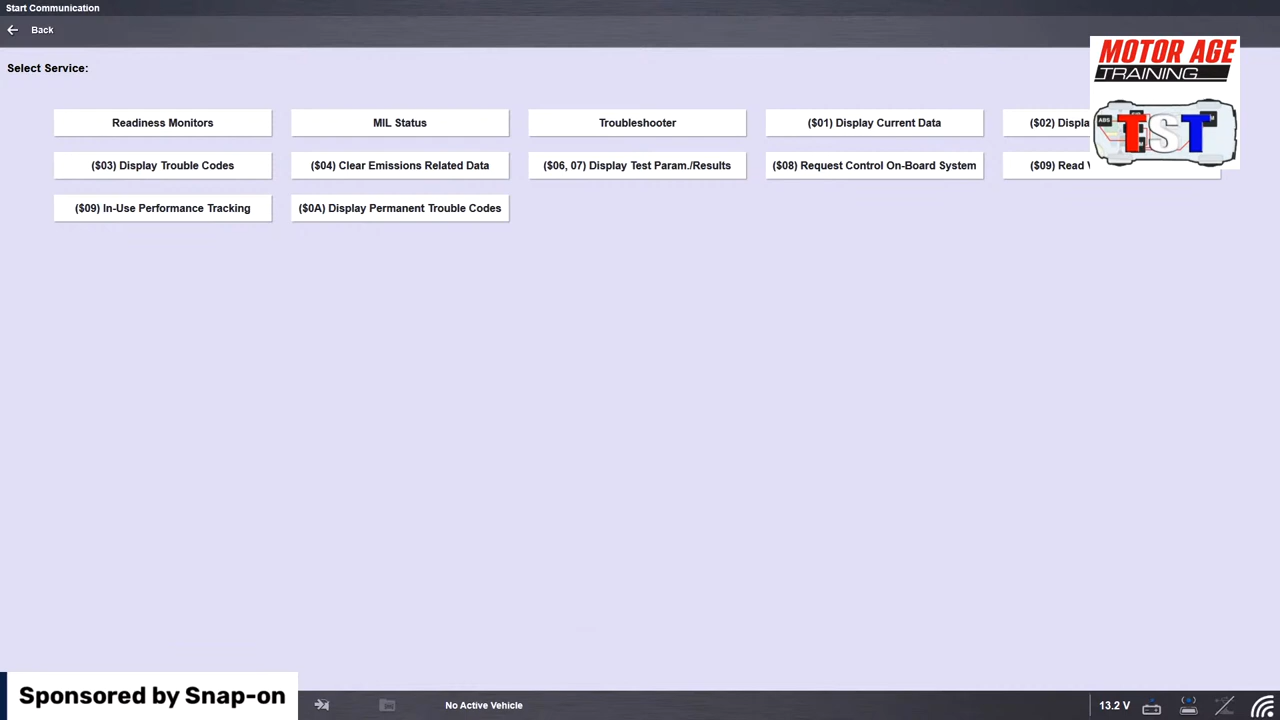 Start Communication
Back
Select Service:
MOTOR AGE
TRAINING
ABS
TST
Readiness Monitors
MIL Status
Troubleshooter
($01) Display Current Data
($02) Displa
($03) Display Trouble Codes
($04) Clear Emissions Related Data
($06, 07) Display Test Param./Results
($08) Request Control On-Board System
($09) Read V
($09) In-Use Performance Tracking
($0A) Display Permanent Trouble Codes
Sponsored by Snap-on
No Active Vehicle
13.2 V